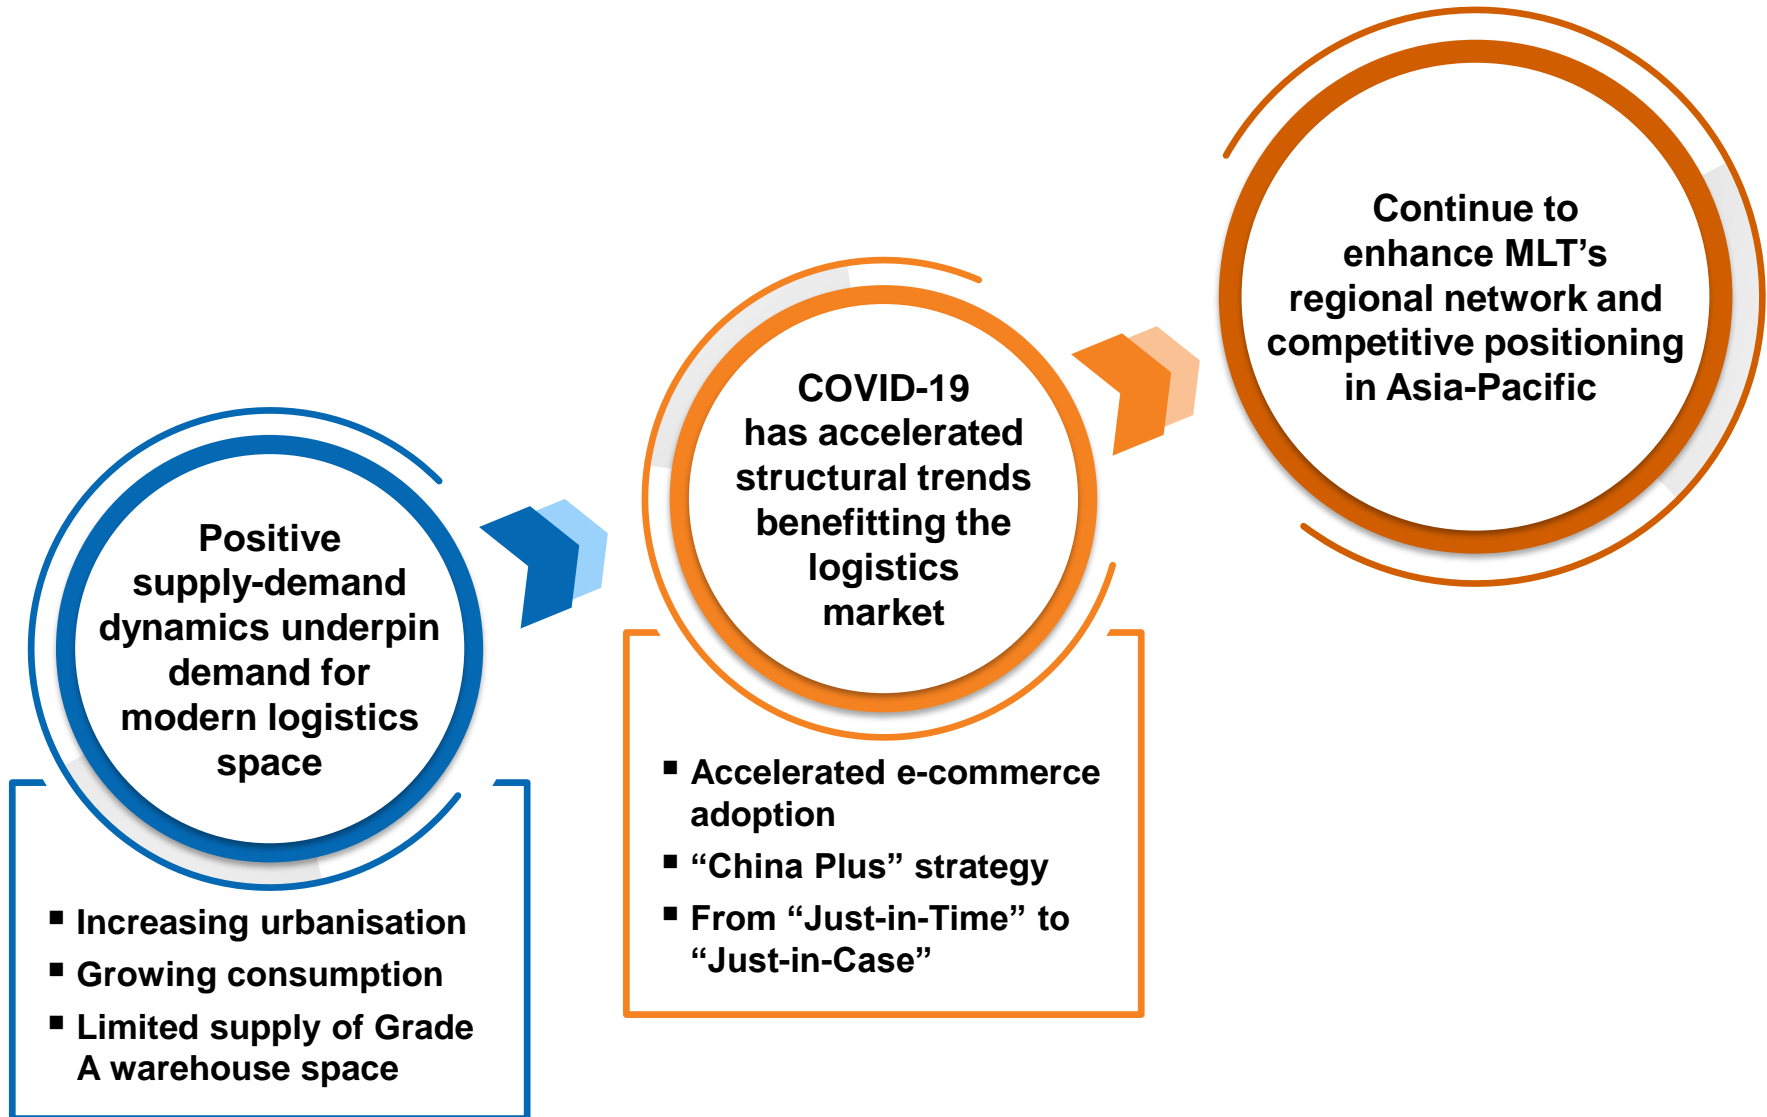 Positive
supply-demand
dynamics underpin
demand for
modern logistics
space
▪ Increasing urbanisation
▪ Growing consumption
▪ Limited supply of Grade
A warehouse space
COVID-19
has accelerated
structural trends
benefitting the
logistics
market
▪ Accelerated e-commerce
adoption
▪ “China Plus” strategy
▪ From “Just-in-Time” to
“Just-in-Case”
Continue to
enhance MLT’s
regional network and
competitive positioning
in Asia-Pacific